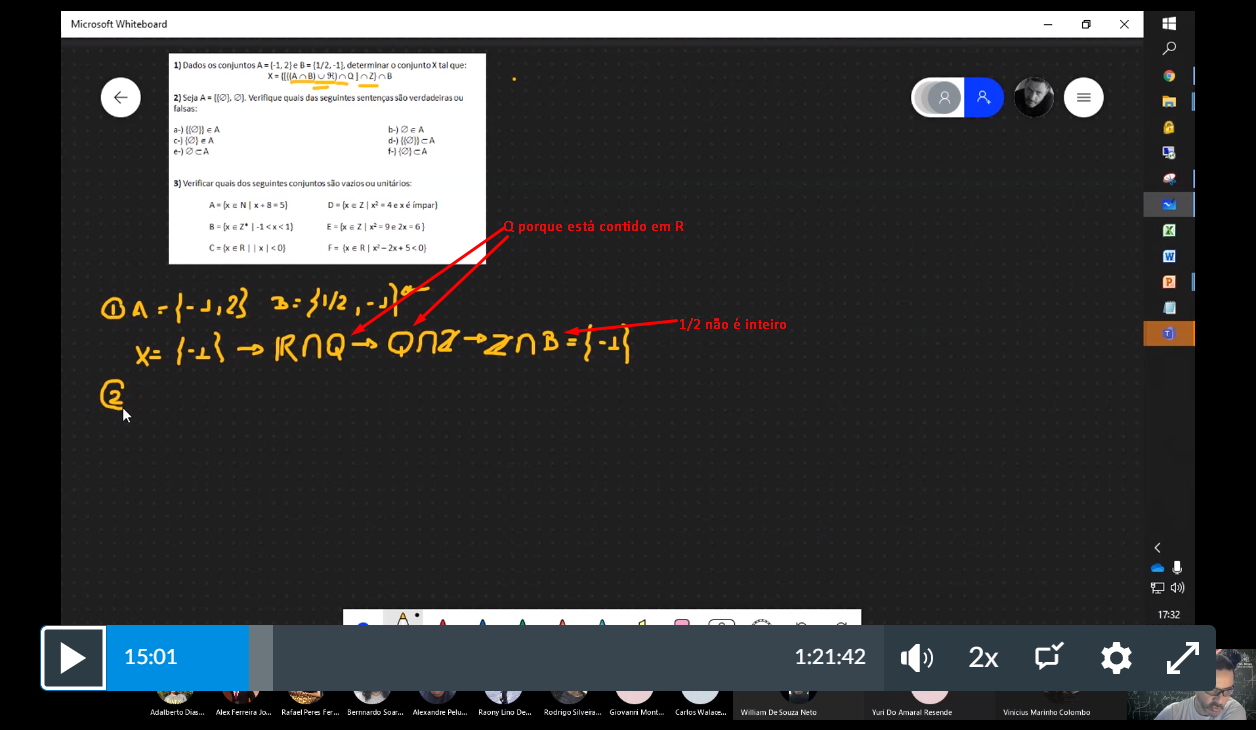 Microsoft Whiteboard
1) Dados os conjuntos A = {-1, 2} e B = {1/2, -1}, determinar o conjunto X tal que:
X = {[((A ∩ B) ∪ ℜ) ∩ Q ] ∩ Z} ∩ B
2) Seja A = {{∅}, ∅}. Verifique quais das seguintes sentenças são verdadeiras ou
falsas:
a-) {{∅}} ∈ A b-) ∅ ∈ A
c-) {∅} ∈ A d-) {{∅}} ⊂ A
e-) ∅ ⊂ A f-) {∅} ⊂ A
3) Verificar quais dos seguintes conjuntos são vazios ou unitários:
A = {x ∈ N | x + 8 = 5} D = {x ∈ Z | x² = 4 e x é ímpar}
B = {x ∈ Z* | -1 < x < 1} E = {x ∈ Z | x² = 9 e 2x = 6 }
C = {x ∈ R | | x | < 0} F = {x ∈ R | x² – 2x + 5 < 0}
Q porque está contido em R
① A = {-1, 2} B = {1/2, -1}
1/2 não é inteiro
X = {-1} → ℝ ∩ Q → Q ∩ Z → Z ∩ B = {-1}
②
17:32
15:01
1:21:42
2x
Adalberto Dias...
Alex Ferreira Jo...
Rafael Peres Fer...
Bernnardo Soar...
Alexandre Pelu...
Raony Lino De...
Rodrigo Silveira...
Giovanni Mont...
Carlos Walace...
William De Souza Neto
Yuri Do Amaral Resende
Vinicius Marinho Colombo